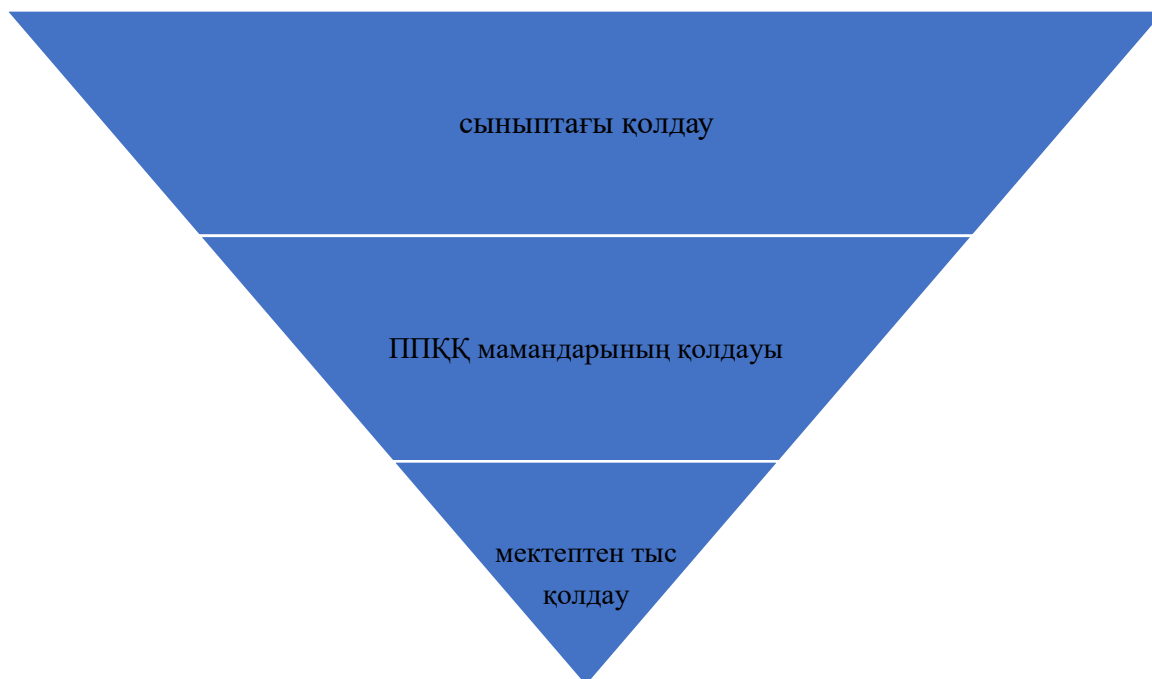 сыныптағы қолдау
ППҚҚ мамандарының қолдауы
мектептен тыс
қолдау